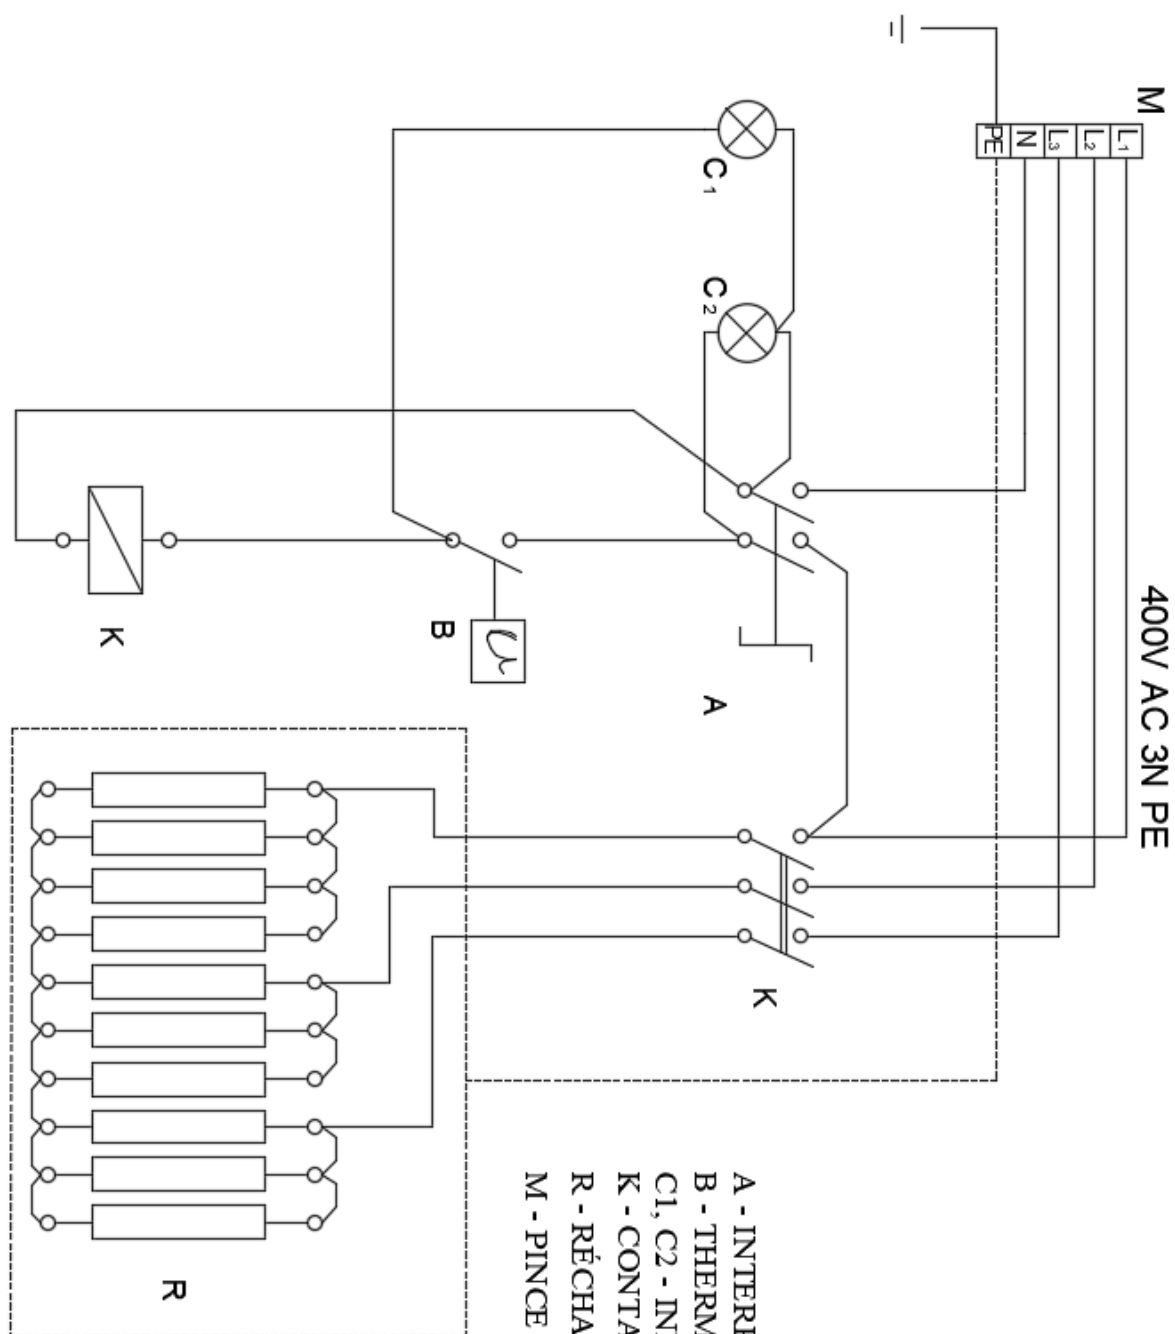 M
400V AC 3N PE
L1
L2
L3
N
PE
K
C1
C2
A
B
K
R
A - INTERR
B - THERM
C1, C2 - IN
K - CONTA
R - RÉCHA
M - PINCE